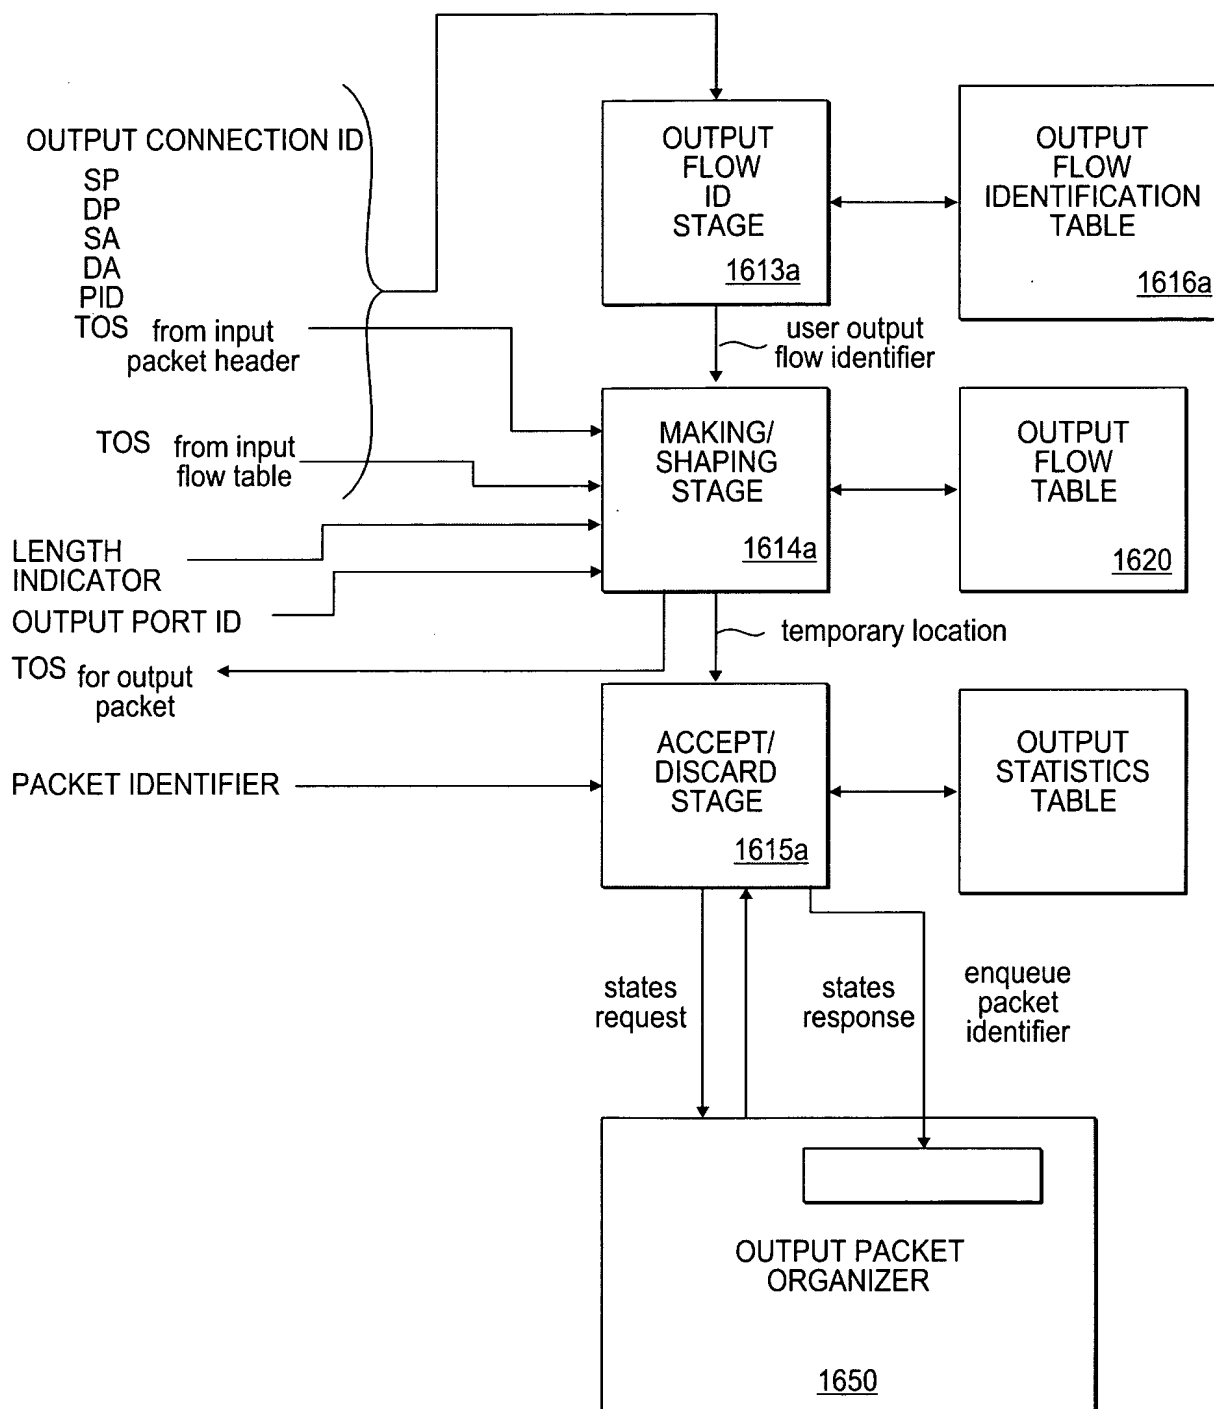 OUTPUT CONNECTION ID
SP
DP
SA
DA
PID
TOS from input
packet header
TOS from input
flow table
LENGTH
INDICATOR
OUTPUT PORT ID
TOS for output
packet
PACKET IDENTIFIER
OUTPUT
FLOW
ID
STAGE
1613a
OUTPUT
FLOW
IDENTIFICATION
TABLE
1616a
user output
flow identifier
MAKING/
SHAPING
STAGE
1614a
OUTPUT
FLOW
TABLE
1620
temporary location
ACCEPT/
DISCARD
STAGE
1615a
OUTPUT
STATISTICS
TABLE
states
request
states
response
enqueue
packet
identifier
OUTPUT PACKET
ORGANIZER
1650